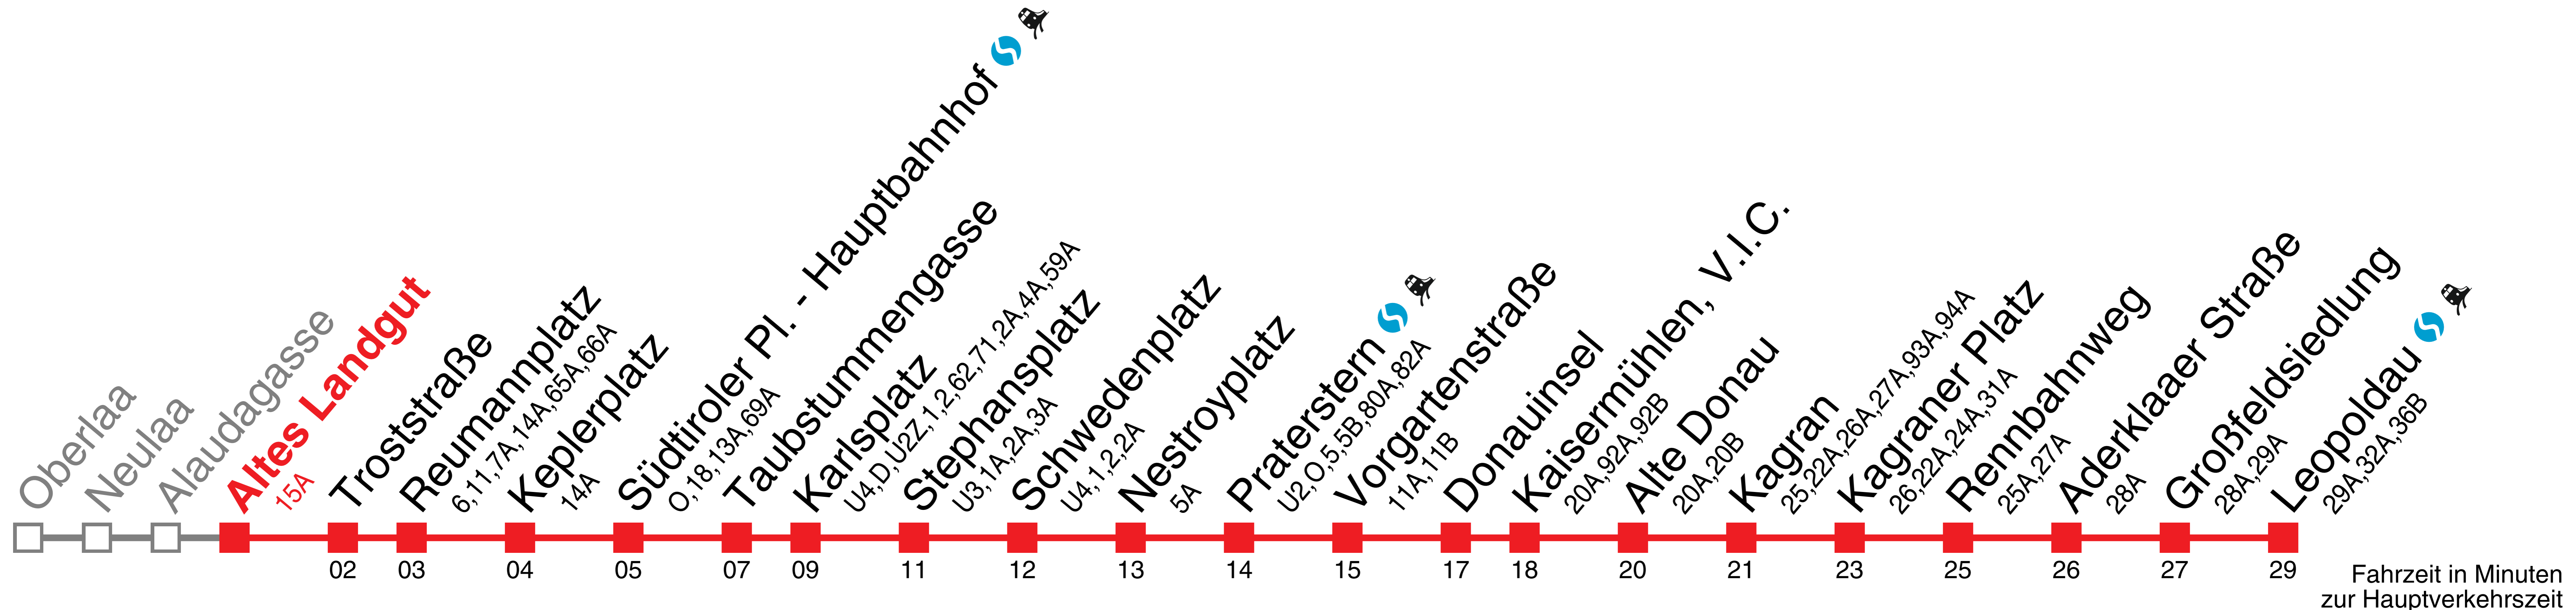 Oberlaa
Neulaa
Alaudagasse
Altes Landgut
15A
Troststraße
Reumannplatz
6,11,7A,14A,65A,66A
Keplerplatz
14A
Südtiroler Pl. - Hauptbahnhof
O,18,13A,69A
Taubstummengasse
Karlsplatz
U4,D,U2Z,1,2,62,71,2A,4A,59A
Stephansplatz
U3,1A,2A,3A
Schwedenplatz
U4,1,2,2A
Nestroyplatz
5A
Praterstern
U2,O,5,5B,80A,82A
Vorgartenstraße
11A,11B
Donauinsel
Kaisermühlen, V.I.C.
20A,92A,92B
Alte Donau
20A,20B
Kagran
25,22A,26A,27A,93A,94A
Kagraner Platz
26,22A,24A,31A
Rennbahnweg
25A,27A
Aderklaaer Straße
28A
Großfeldsiedlung
28A,29A
Leopoldau
29A,32A,36B
02 03 04 05 07 09 11 12 13 14 15 17 18 20 21 23 25 26 27 29
Fahrzeit in Minuten
zur Hauptverkehrszeit